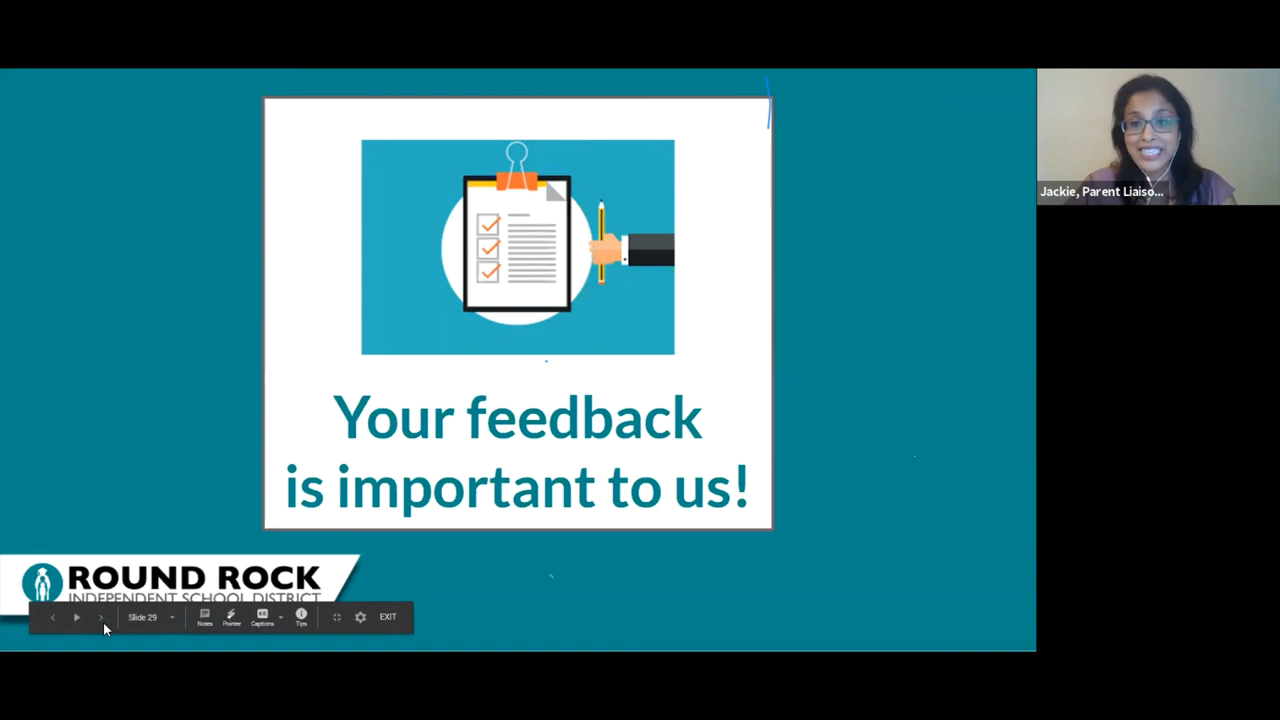 Your feedback
is important to us!
Jackie, Parent Liaiso...
ROUND ROCK
INDEPENDENT SCHOOL DISTRICT
Slide 29
Notes
Pointer
Captions
Tips
EXIT